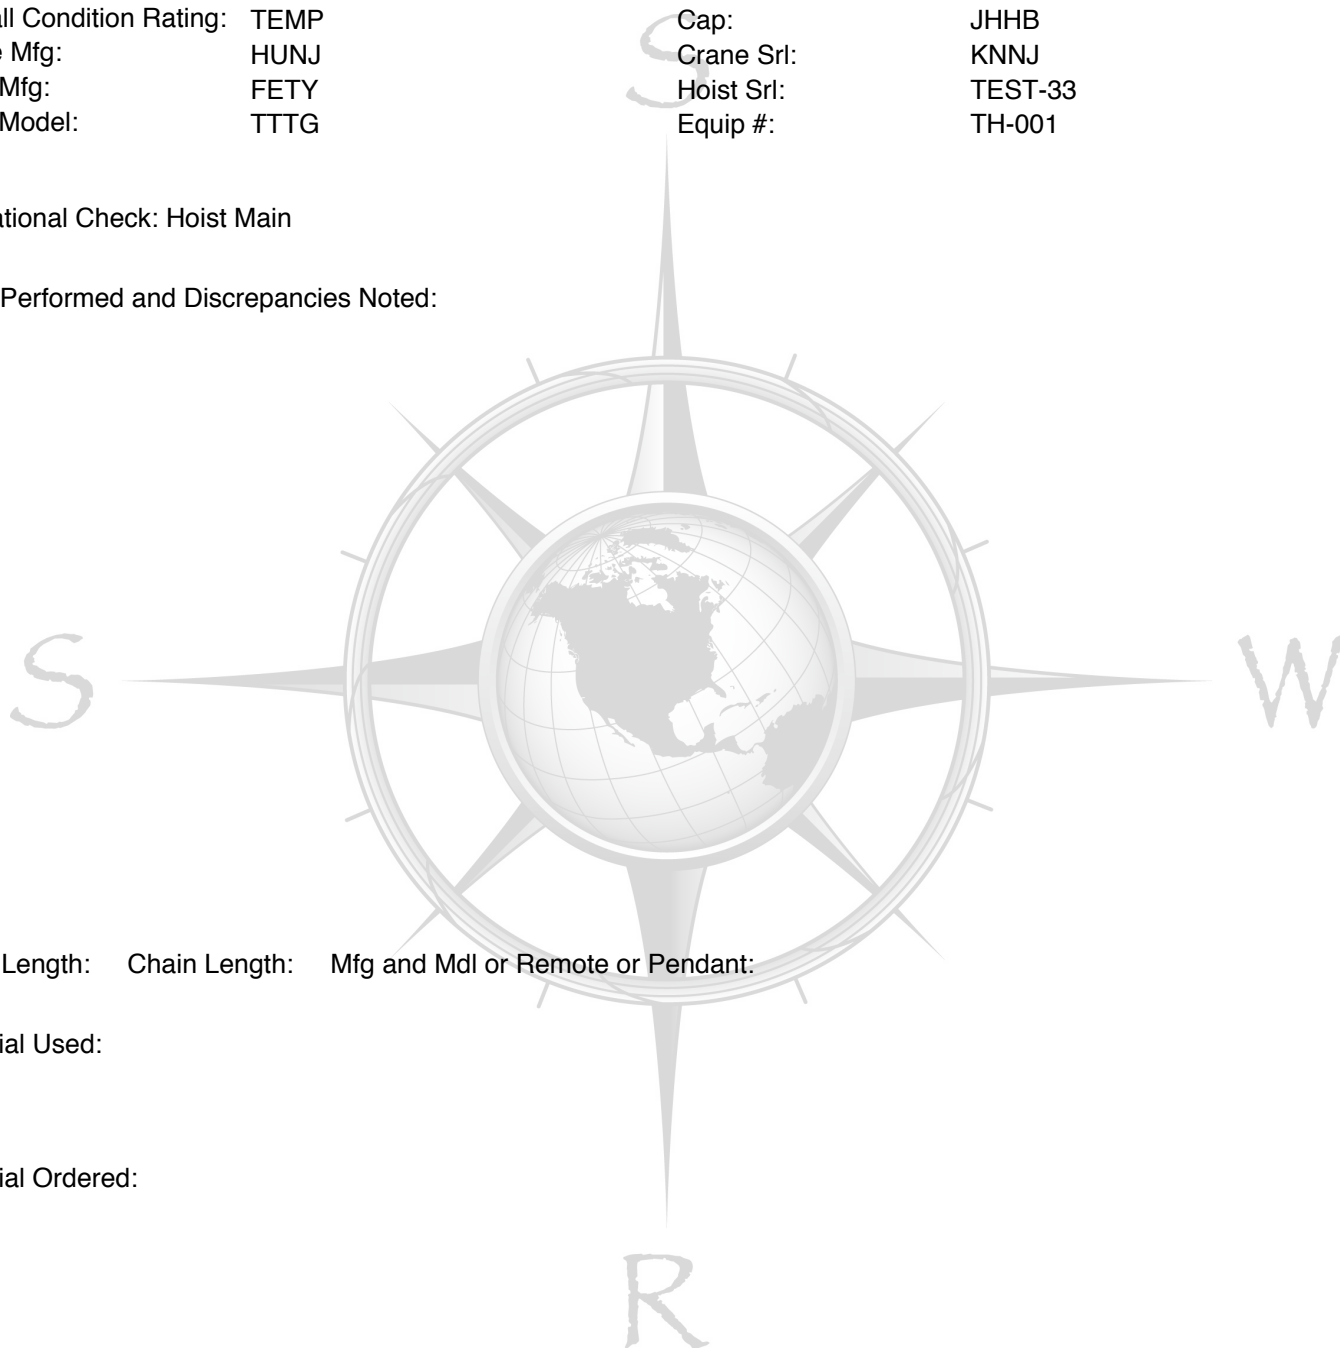 all Condition Rating: TEMP Cap: JHHB
e Mfg: HUNJ Crane Srl: KNNJ
Mfg: FETY Hoist Srl: TEST-33
Model: TTTG Equip #: TH-001
ational Check: Hoist Main
Performed and Discrepancies Noted:
Length: Chain Length: Mfg and Mdl or Remote or Pendant:
ial Used:
ial Ordered:
S
S W
R